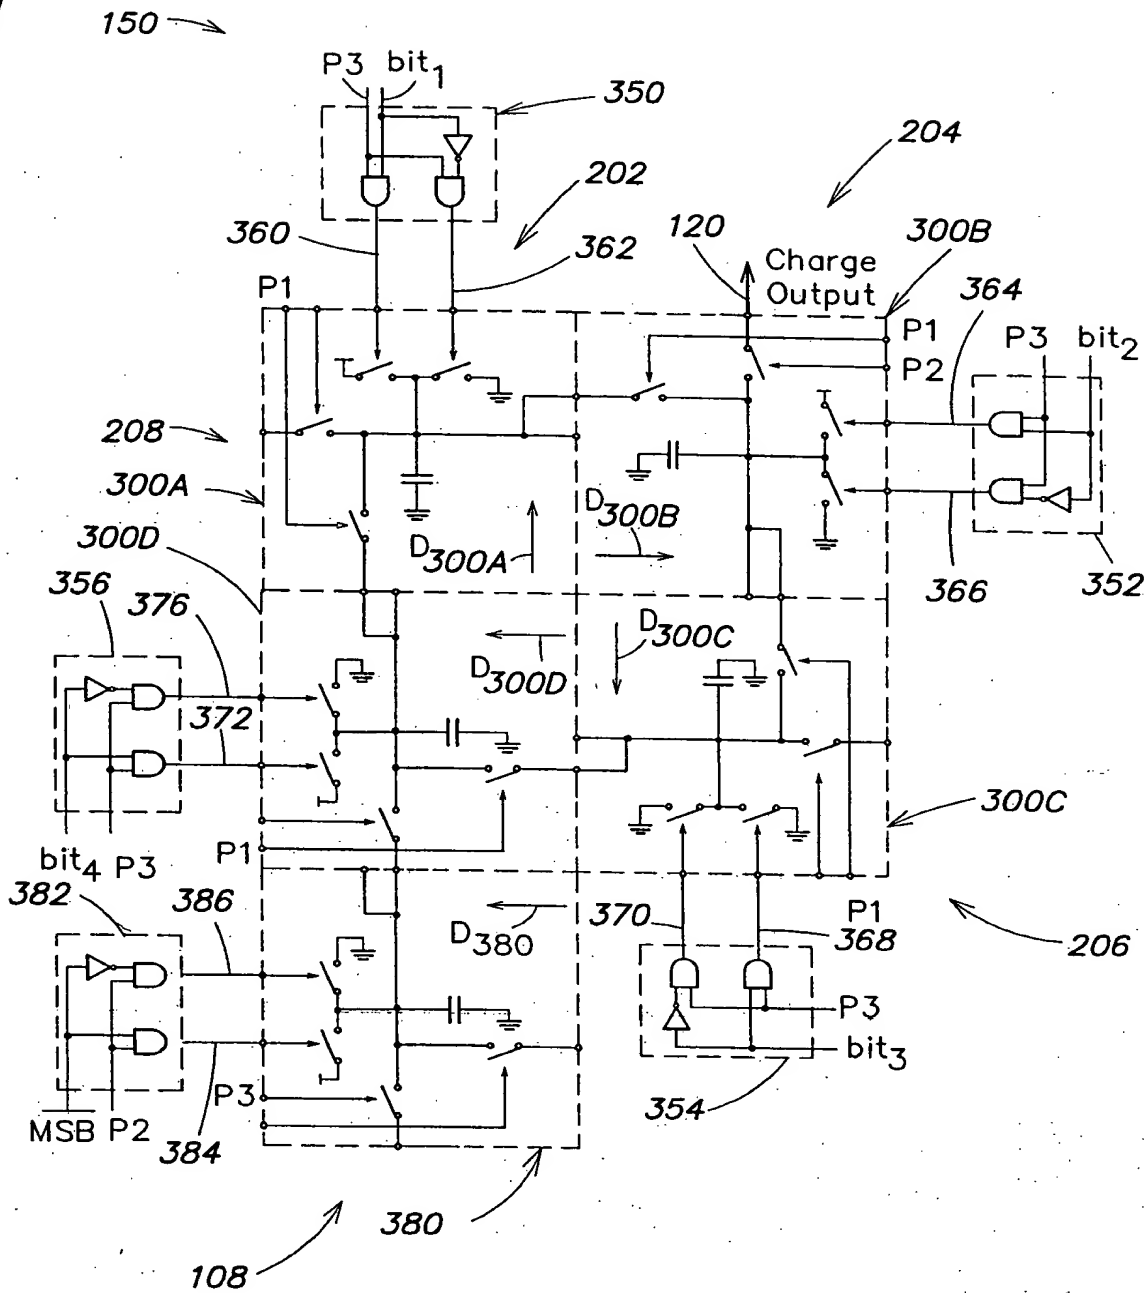 150
P3 bit1
350
204
202
120
300B
360
362
Charge
Output
364
P1
P1
P3 bit2
P2
208
300A
300D
D300A
D300B
366
352
356
376
D300C
D300D
372
300C
bit4 P3
P1
382
386
D380
370
P1
368
206
P3
bit3
P3
354
MSB P2
384
380
108